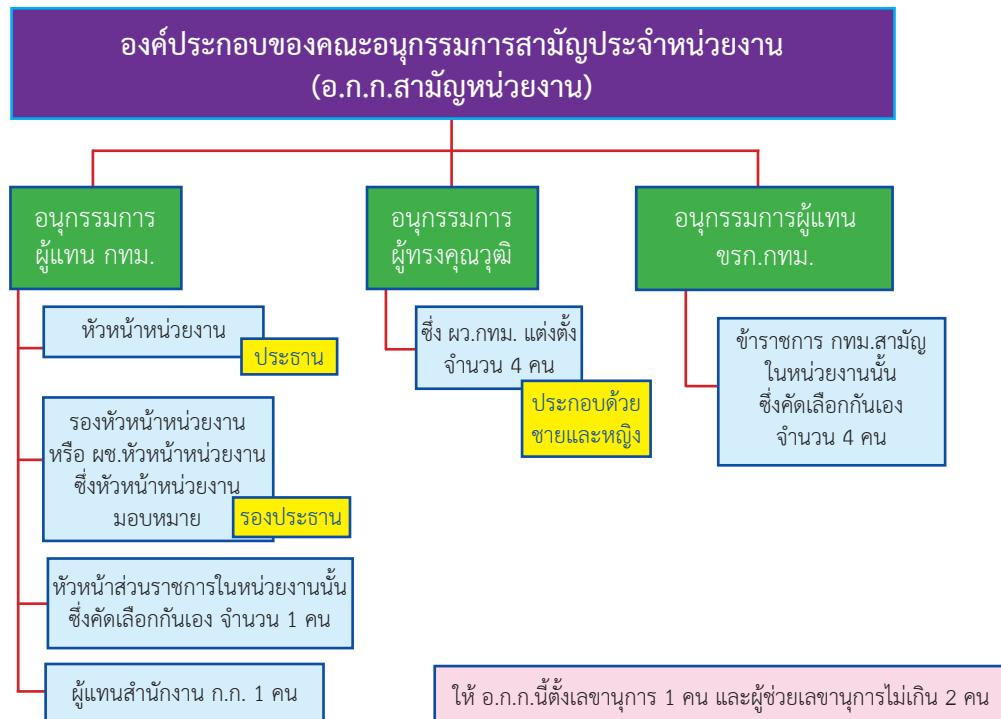 องค์ประกอบของคณะอนุกรรมการสามัญประจำหน่วยงาน
(อ.ก.ก.สามัญหน่วยงาน)
อนุกรรมการ
ผู้แทน กทม.
หัวหน้าหน่วยงาน
ประธาน
รองหัวหน้าหน่วยงาน
หรือ ผช.หัวหน้าหน่วยงาน
ซึ่งหัวหน้าหน่วยงาน
มอบหมาย
รองประธาน
หัวหน้าส่วนราชการในหน่วยงานนั้น
ซึ่งคัดเลือกกันเอง จำนวน 1 คน
ผู้แทนสำนักงาน ก.ก. 1 คน
อนุกรรมการ
ผู้ทรงคุณวุฒิ
ซึ่ง ผว.กทม. แต่งตั้ง
จำนวน 4 คน
ประกอบด้วย
ชายและหญิง
อนุกรรมการผู้แทน
ขรก.กทม.
ข้าราชการ กทม.สามัญ
ในหน่วยงานนั้น
ซึ่งคัดเลือกกันเอง
จำนวน 4 คน
ให้ อ.ก.ก.นี้ตั้งเลขานุการ 1 คน และผู้ช่วยเลขานุการไม่เกิน 2 คน